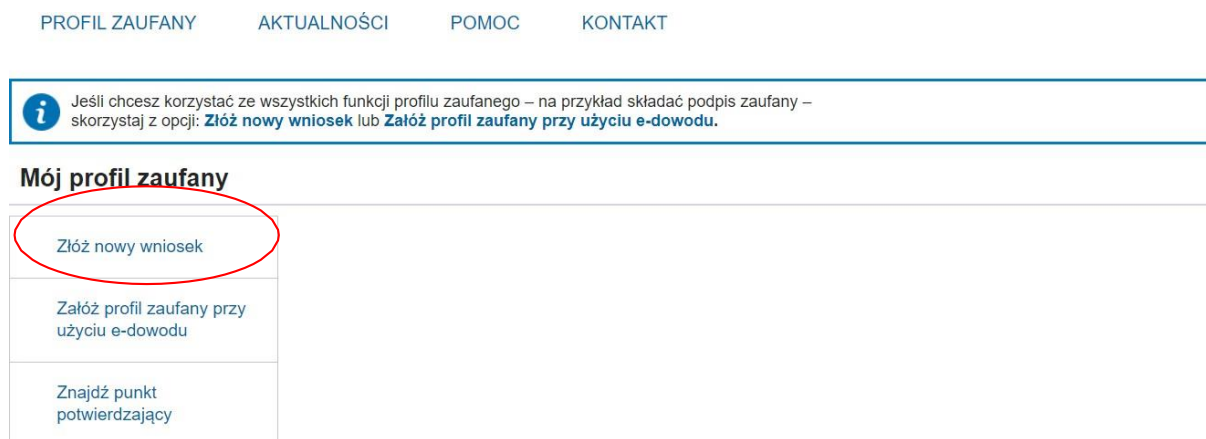 PROFIL ZAUFANY AKTUALNOŚCI POMOC KONTAKT
Jeśli chcesz korzystać ze wszystkich funkcji profilu zaufanego – na przykład składać podpis zaufany –
skorzystaj z opcji: Złóż nowy wniosek lub Załóż profil zaufany przy użyciu e-dowodu.
Mój profil zaufany
Złóż nowy wniosek
Załóż profil zaufany przy
użyciu e-dowodu
Znajdź punkt
potwierdzający